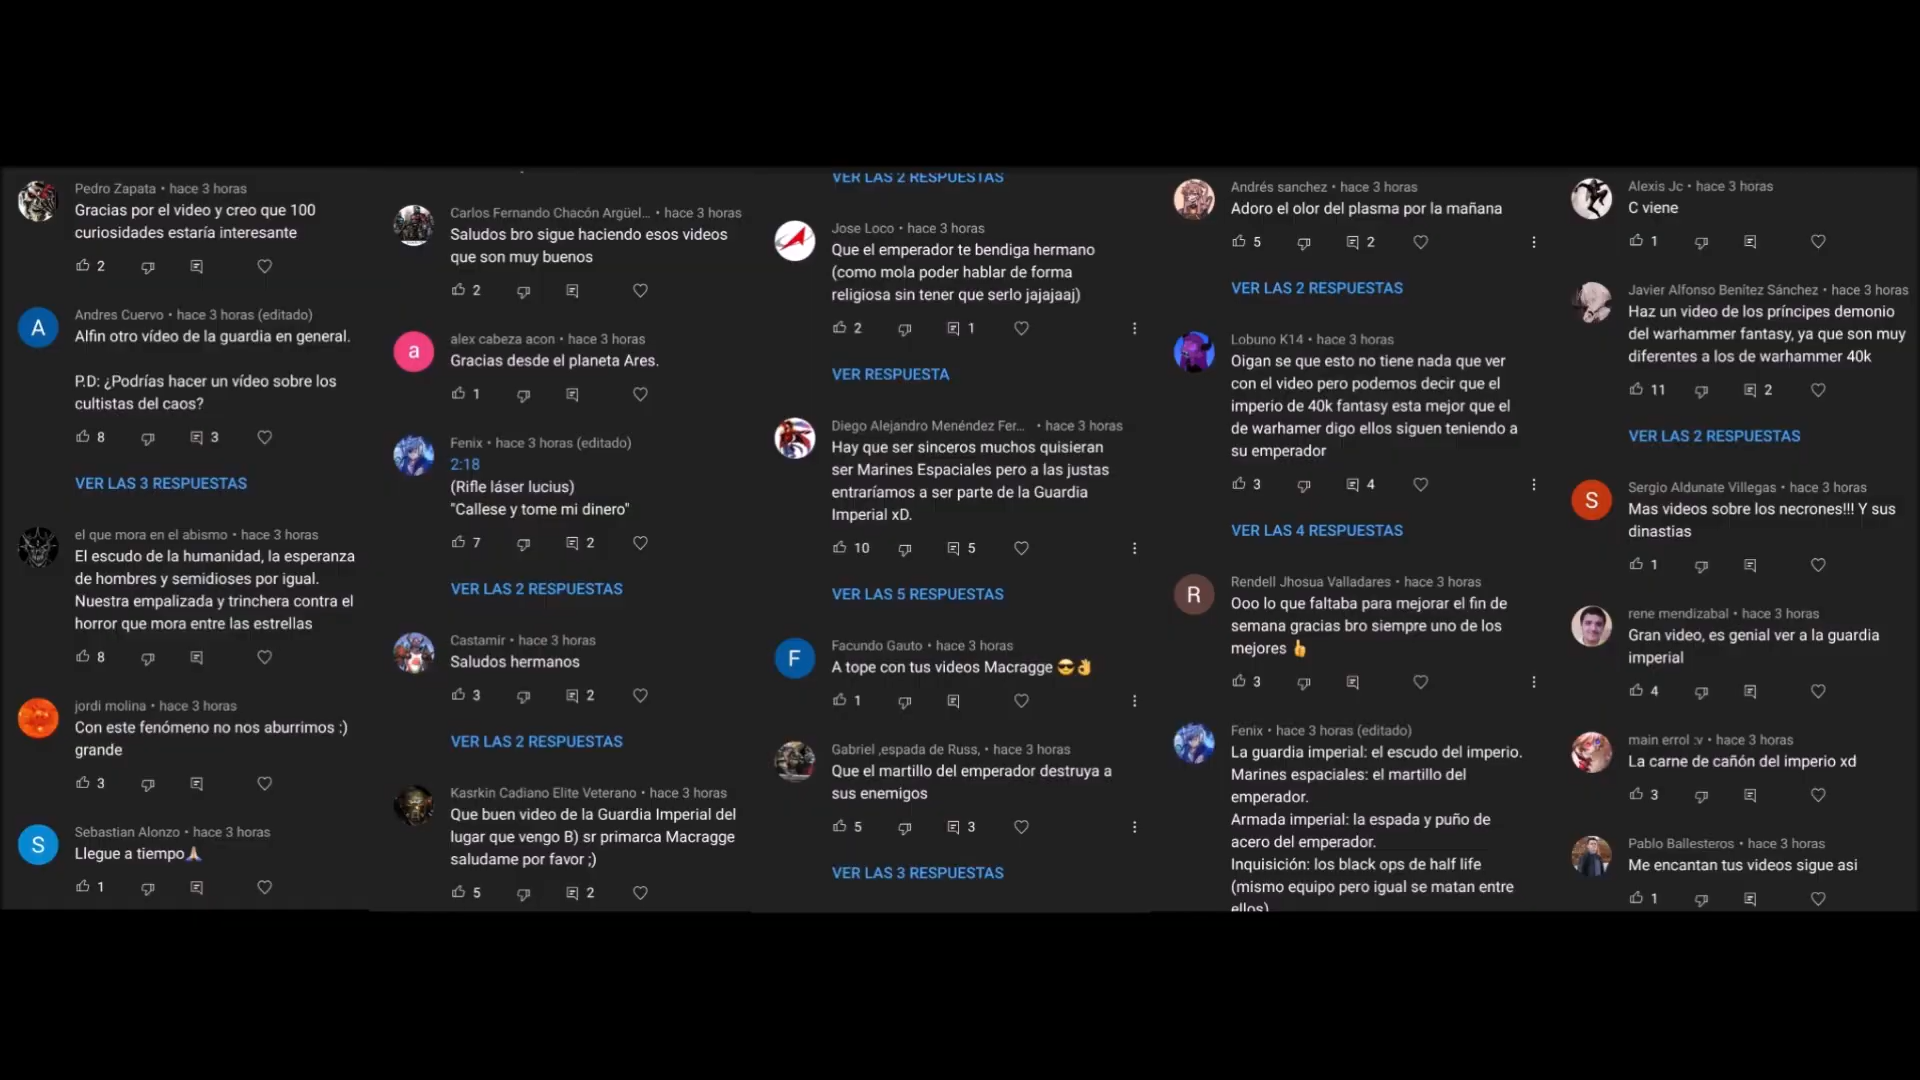 Pedro Zapata • hace 3 horas
Gracias por el video y creo que 100
curiosidades estaría interesante
2
A
Andres Cuervo • hace 3 horas (editado)
Alfin otro vídeo de la guardia en general.
P.D: ¿Podrías hacer un vídeo sobre los
cultistas del caos?
8 3
VER LAS 3 RESPUESTAS
el que mora en el abismo • hace 3 horas
El escudo de la humanidad, la esperanza
de hombres y semidioses por igual.
Nuestra empalizada y trinchera contra el
horror que mora entre las estrellas
8
jordi molina • hace 3 horas
Con este fenómeno no nos aburrimos :)
grande
3
S
Sebastian Alonzo • hace 3 horas
Llegue a tiempo🙏🏼
1
Carlos Fernando Chacón Argüel... • hace 3 horas
Saludos bro sigue haciendo esos videos
que son muy buenos
2
a
alex cabeza acon • hace 3 horas
Gracias desde el planeta Ares.
1
Fenix • hace 3 horas (editado)
2:18
(Rifle láser lucius)
"Callese y tome mi dinero"
7 2
VER LAS 2 RESPUESTAS
Castamir • hace 3 horas
Saludos hermanos
3 2
VER LAS 2 RESPUESTAS
Kasrkin Cadiano Elite Veterano • hace 3 horas
Que buen video de la Guardia Imperial del
lugar que vengo B) sr primarca Macragge
saludame por favor ;)
5 2
VER LAS 2 RESPUESTAS
Jose Loco • hace 3 horas
Que el emperador te bendiga hermano
(como mola poder hablar de forma
religiosa sin tener que serlo jajajaaj)
2 1
VER RESPUESTA
Diego Alejandro Menéndez Fer... • hace 3 horas
Hay que ser sinceros muchos quisieran
ser Marines Espaciales pero a las justas
entraríamos a ser parte de la Guardia
Imperial xD.
10 5
VER LAS 5 RESPUESTAS
F
Facundo Gauto • hace 3 horas
A tope con tus videos Macragge 😎👌
1
Gabriel ,espada de Russ, • hace 3 horas
Que el martillo del emperador destruya a
sus enemigos
5 3
VER LAS 3 RESPUESTAS
Andrés sanchez • hace 3 horas
Adoro el olor del plasma por la mañana
5 2
VER LAS 2 RESPUESTAS
Lobuno K14 • hace 3 horas
Oigan se que esto no tiene nada que ver
con el video pero podemos decir que el
imperio de 40k fantasy esta mejor que el
de warhamer digo ellos siguen teniendo a
su emperador
3 4
VER LAS 4 RESPUESTAS
R
Rendell Jhosua Valladares • hace 3 horas
Ooo lo que faltaba para mejorar el fin de
semana gracias bro siempre uno de los
mejores 👍
3
Fenix • hace 3 horas (editado)
La guardia imperial: el escudo del imperio.
Marines espaciales: el martillo del
emperador.
Armada imperial: la espada y puño de
acero del emperador.
Inquisición: los black ops de half life
(mismo equipo pero igual se matan entre
ellos)
Alexis Jc • hace 3 horas
C viene
1
Javier Alfonso Benítez Sánchez • hace 3 horas
Haz un video de los príncipes demonio
del warhammer fantasy, ya que son muy
diferentes a los de warhammer 40k
11 2
VER LAS 2 RESPUESTAS
S
Sergio Aldunate Villegas • hace 3 horas
Mas videos sobre los necrones!!! Y sus
dinastias
1
rene mendizabal • hace 3 horas
Gran video, es genial ver a la guardia
imperial
4
main errol :v • hace 3 horas
La carne de cañón del imperio xd
3
Pablo Ballesteros • hace 3 horas
Me encantan tus videos sigue asi
1